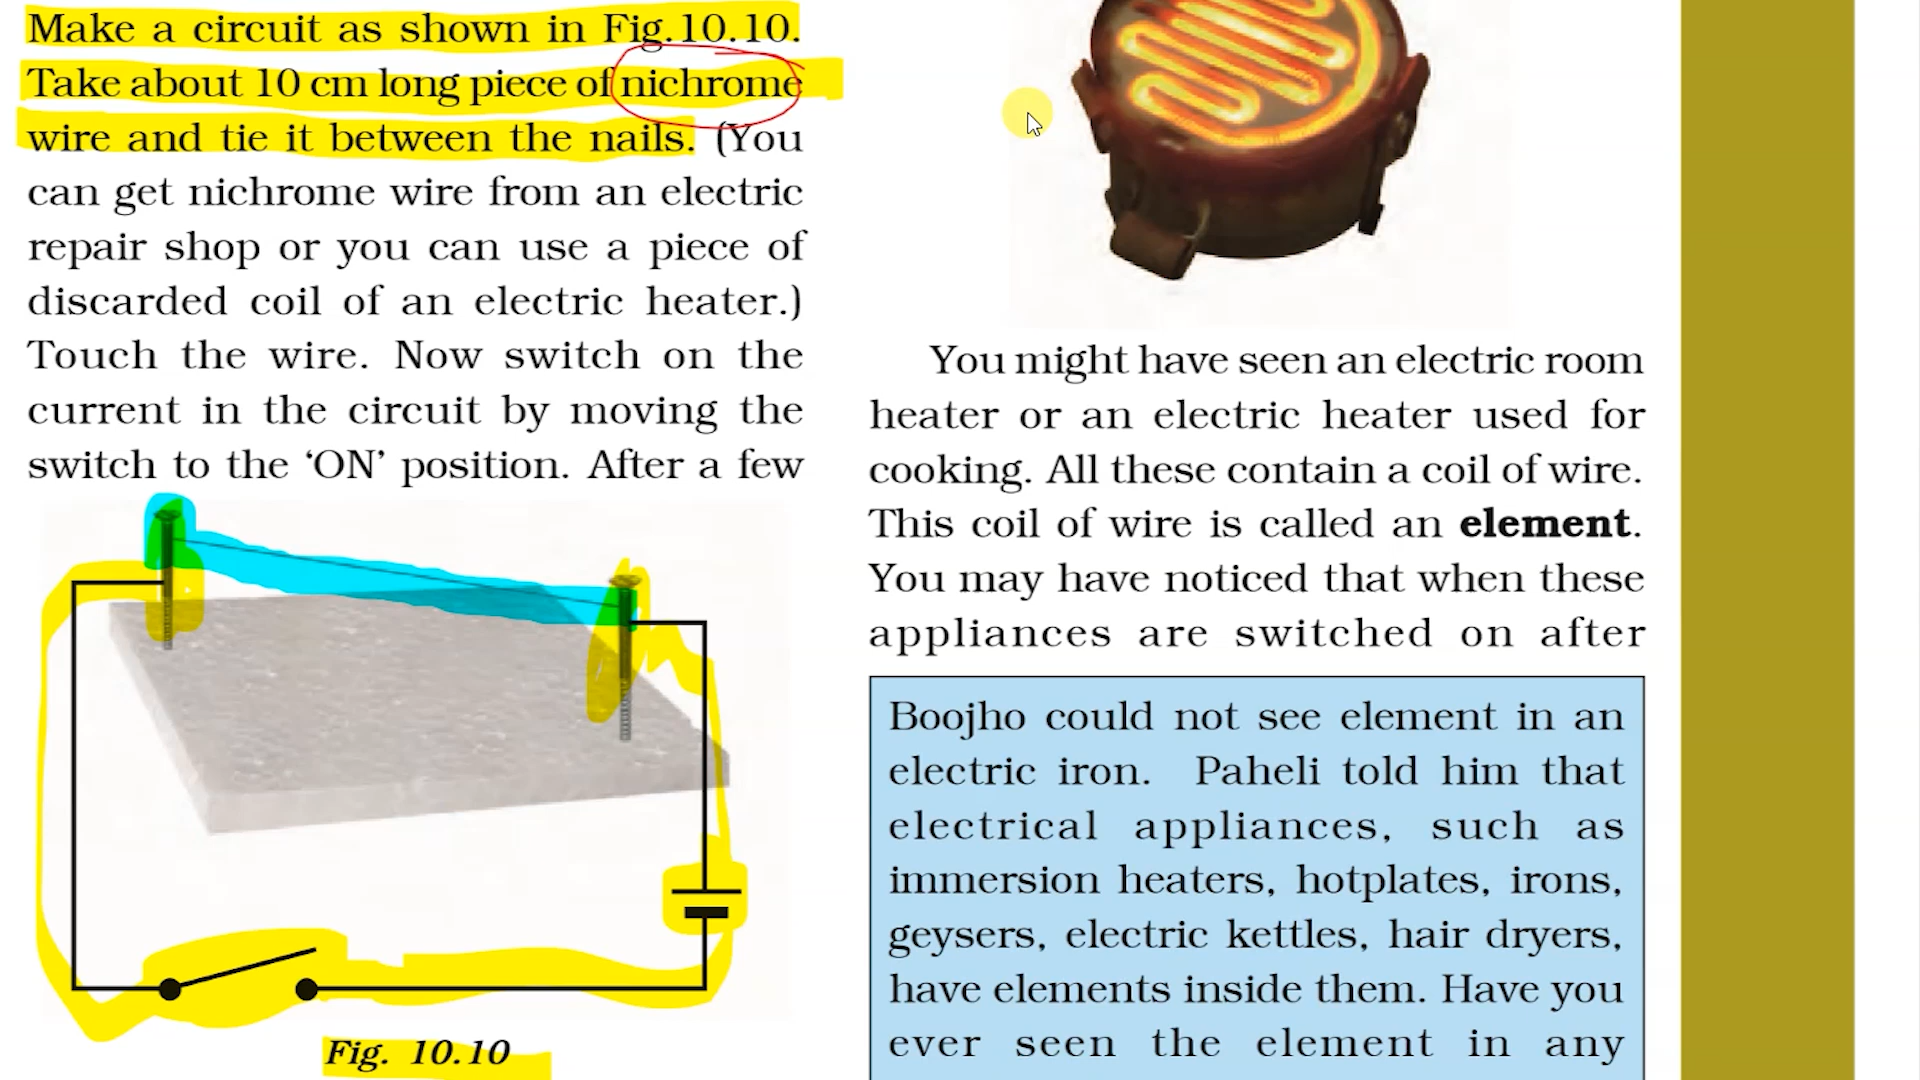 Make a circuit as shown in Fig.10.10.
Take about 10 cm long piece of nichrome
wire and tie it between the nails. (You
can get nichrome wire from an electric
repair shop or you can use a piece of
discarded coil of an electric heater.)
Touch the wire. Now switch on the
current in the circuit by moving the
switch to the ‘ON’ position. After a few
Fig. 10.10
You might have seen an electric room
heater or an electric heater used for
cooking. All these contain a coil of wire.
This coil of wire is called an element.
You may have noticed that when these
appliances are switched on after
Boojho could not see element in an
electric iron. Paheli told him that
electrical appliances, such as
immersion heaters, hotplates, irons,
geysers, electric kettles, hair dryers,
have elements inside them. Have you
ever seen the element in any